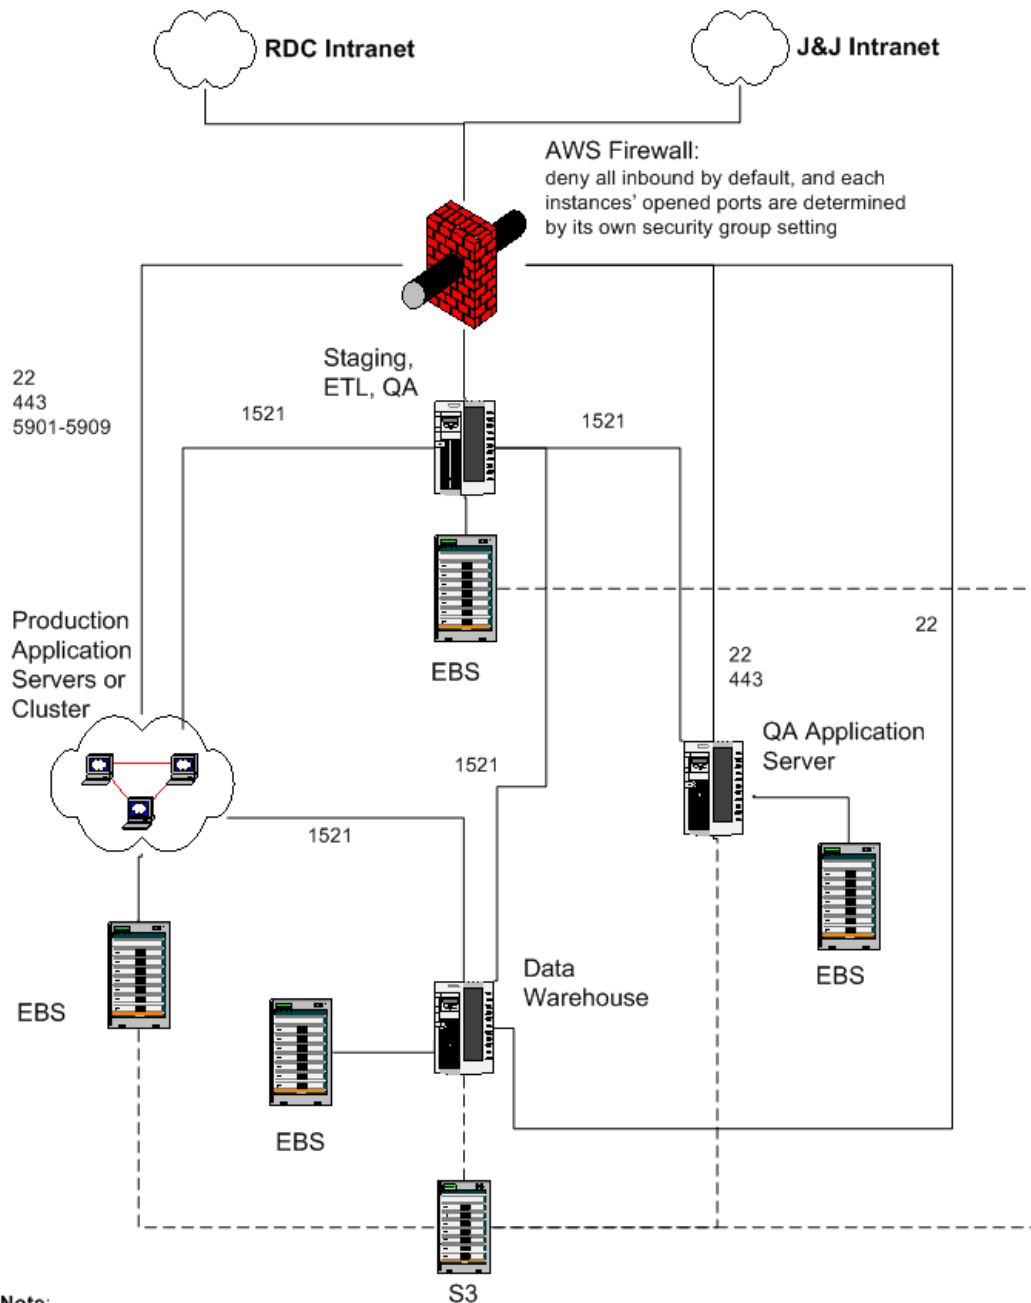 RDC Intranet
J&J Intranet
AWS Firewall:
deny all inbound by default, and each
instances' opened ports are determined
by its own security group setting
Staging,
ETL, QA
22
443
5901-5909
1521
1521
Production
Application
Servers or
Cluster
EBS
22
22
443
QA Application
Server
1521
1521
EBS
Data
Warehouse
EBS
EBS
S3
Note: